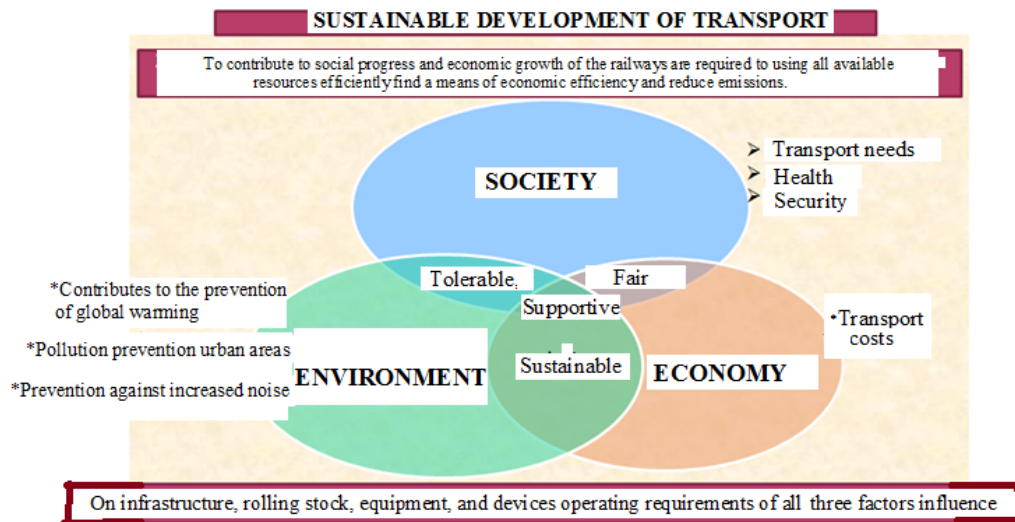 SUSTAINABLE DEVELOPMENT OF TRANSPORT
To contribute to social progress and economic growth of the railways are required to using all available
resources efficiently find a means of economic efficiency and reduce emissions.
➢ Transport needs
➢ Health
➢ Security
SOCIETY
Tolerable,
Fair
Supportive
*Contributes to the prevention
of global warming
*Pollution prevention urban areas
*Prevention against increased noise
ENVIRONMENT
Sustainable
ECONOMY
•Transport
costs
On infrastructure, rolling stock, equipment, and devices operating requirements of all three factors influence